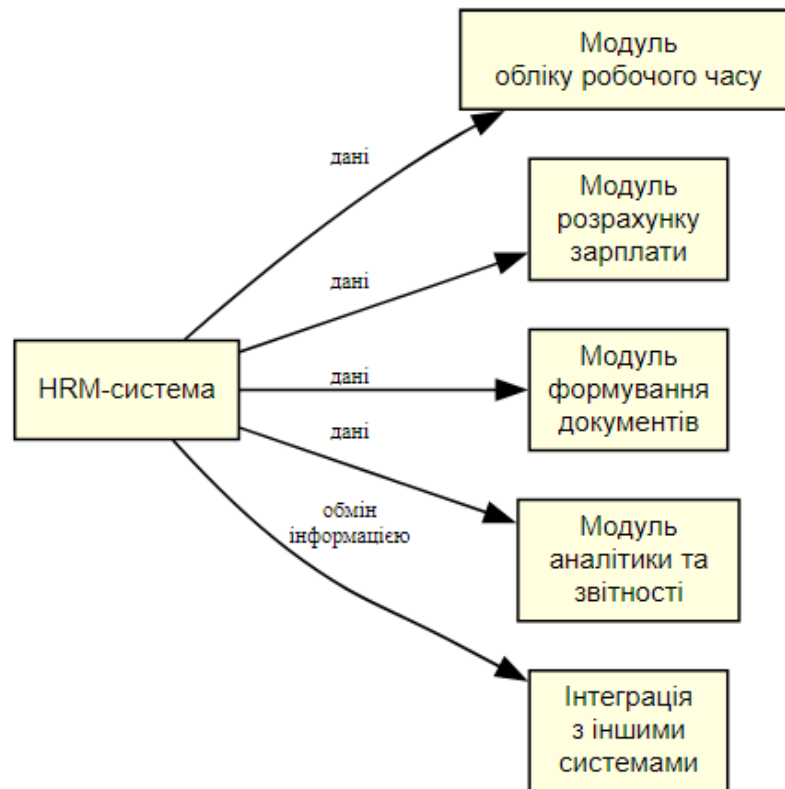 Модуль
обліку робочого часу
дані
Модуль
розрахунку
зарплати
дані
HRM-система
дані
Модуль
формування
документів
дані
Модуль
аналітики та
звітності
обмін
інформацією
Інтеграція
з іншими
системами